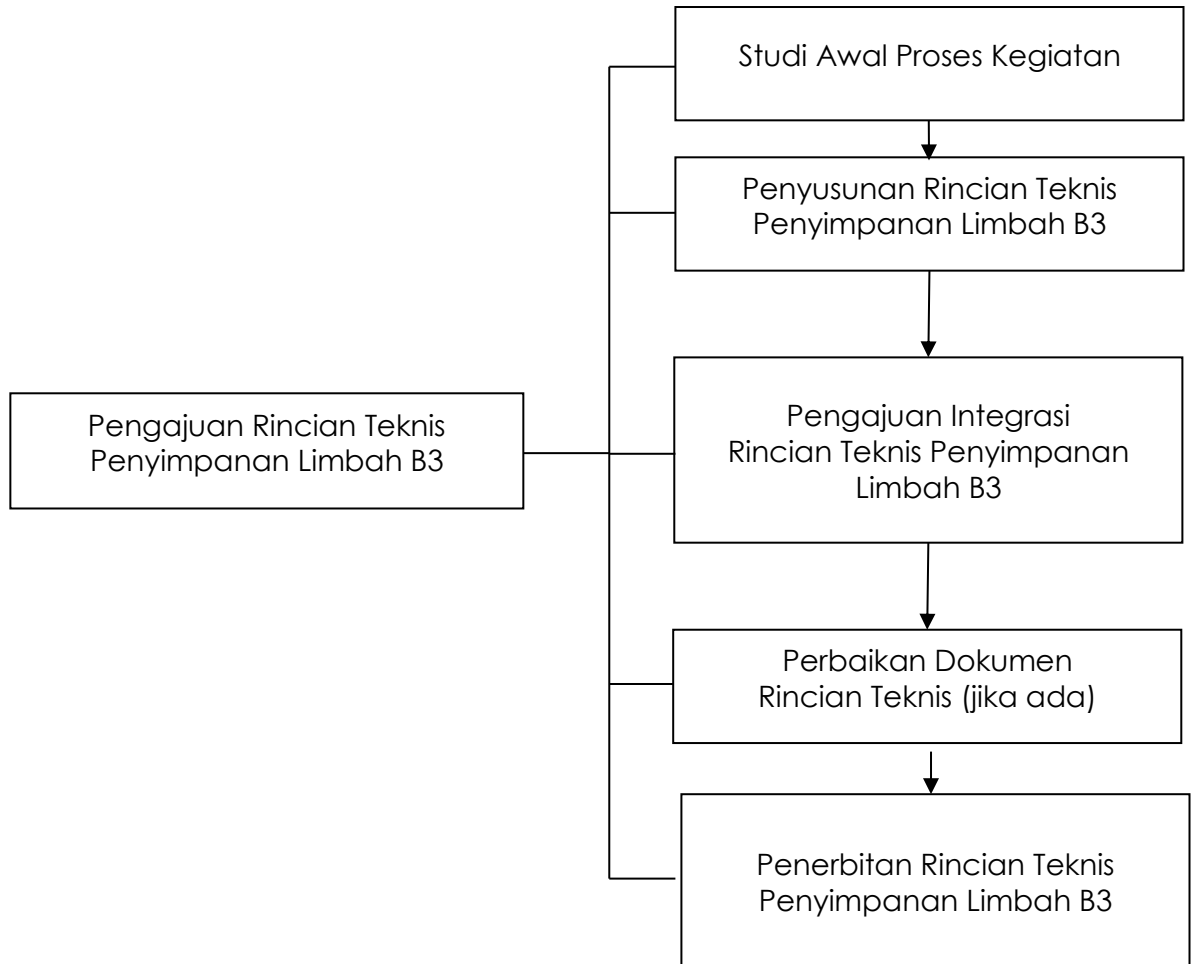 Studi Awal Proses Kegiatan
Penyusunan Rincian Teknis
Penyimpanan Limbah B3
Pengajuan Rincian Teknis
Penyimpanan Limbah B3
Pengajuan Integrasi
Rincian Teknis Penyimpanan
Limbah B3
Perbaikan Dokumen
Rincian Teknis (jika ada)
Penerbitan Rincian Teknis
Penyimpanan Limbah B3